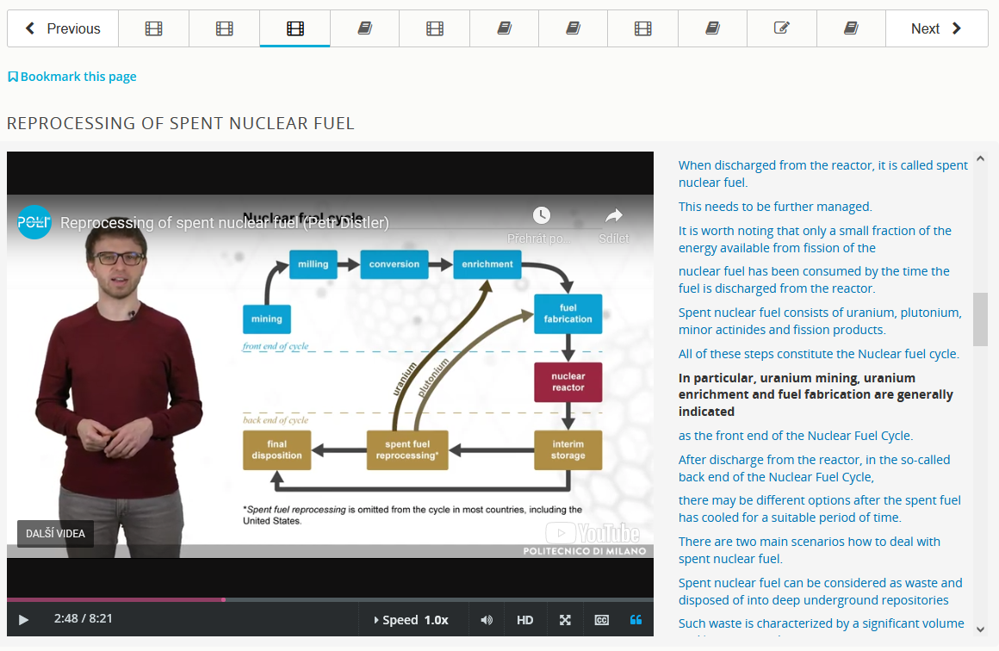 Previous
Next
Bookmark this page
REPROCESSING OF SPENT NUCLEAR FUEL
POLI
Reprocessing of spent nuclear fuel (Petr Distler)
Nuclear fuel cycle
Přehrát po...
Sdílet
milling
conversion
enrichment
mining
fuel
fabrication
front end of cycle
uranium
plutonium
nuclear
reactor
back end of cycle
final
disposition
spent fuel
reprocessing*
interim
storage
*Spent fuel reprocessing is omitted from the cycle in most countries, including the
United States.
DALŠÍ VIDEA
YouTube
POLITECNICO DI MILANO
2:48 / 8:21
Speed 1.0x
HD
CC
When discharged from the reactor, it is called spent
nuclear fuel.
This needs to be further managed.
It is worth noting that only a small fraction of the
energy available from fission of the
nuclear fuel has been consumed by the time the
fuel is discharged from the reactor.
Spent nuclear fuel consists of uranium, plutonium,
minor actinides and fission products.
All of these steps constitute the Nuclear fuel cycle.
In particular, uranium mining, uranium
enrichment and fuel fabrication are generally
indicated
as the front end of the Nuclear Fuel Cycle.
After discharge from the reactor, in the so-called
back end of the Nuclear Fuel Cycle,
there may be different options after the spent fuel
has cooled for a suitable period of time.
There are two main scenarios how to deal with
spent nuclear fuel.
Spent nuclear fuel can be considered as waste and
disposed of into deep underground repositories
Such waste is characterized by a significant volume